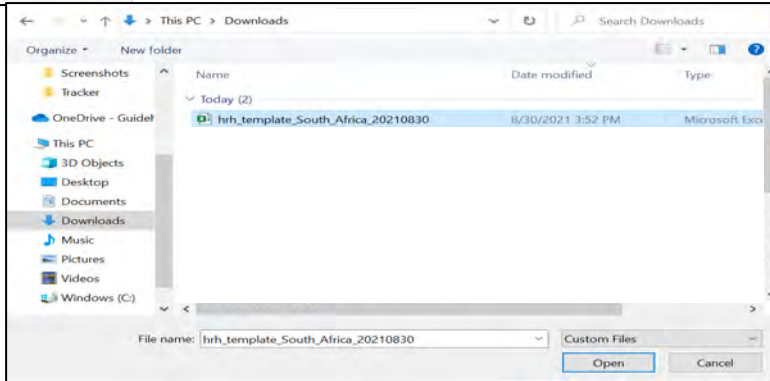 This PC > Downloads
Search Downloads
Organize
New folder
Screenshots
Tracker
OneDrive - Guideh
This PC
3D Objects
Desktop
Documents
Downloads
Music
Pictures
Videos
Windows (C:)
Name
Date modified
Type
Today (2)
hrh_template_South_Africa_20210830
8/30/2021 3:52 PM
Microsoft Exce
File name:
hrh_template_South_Africa_20210830
Custom Files
Open
Cancel